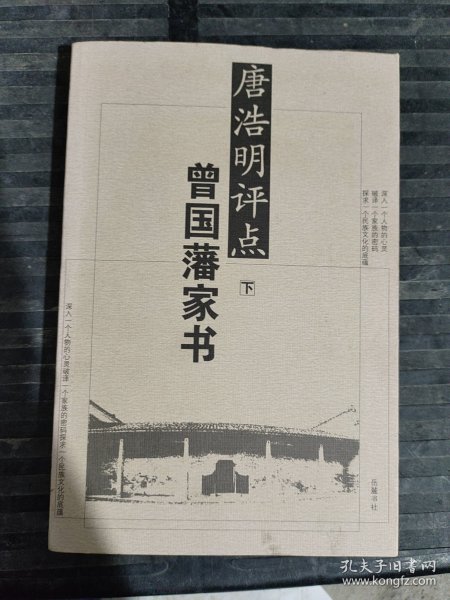 唐浩明评点
曾国藩家书
下
深入一个人物的心灵
破译一个家族的密码
探求一个民族文化的底蕴
深入一个人物的心灵破译一个家族的密码探求一个民族文化的底蕴
岳麓书社
孔夫子旧书网
www.kongfz.com